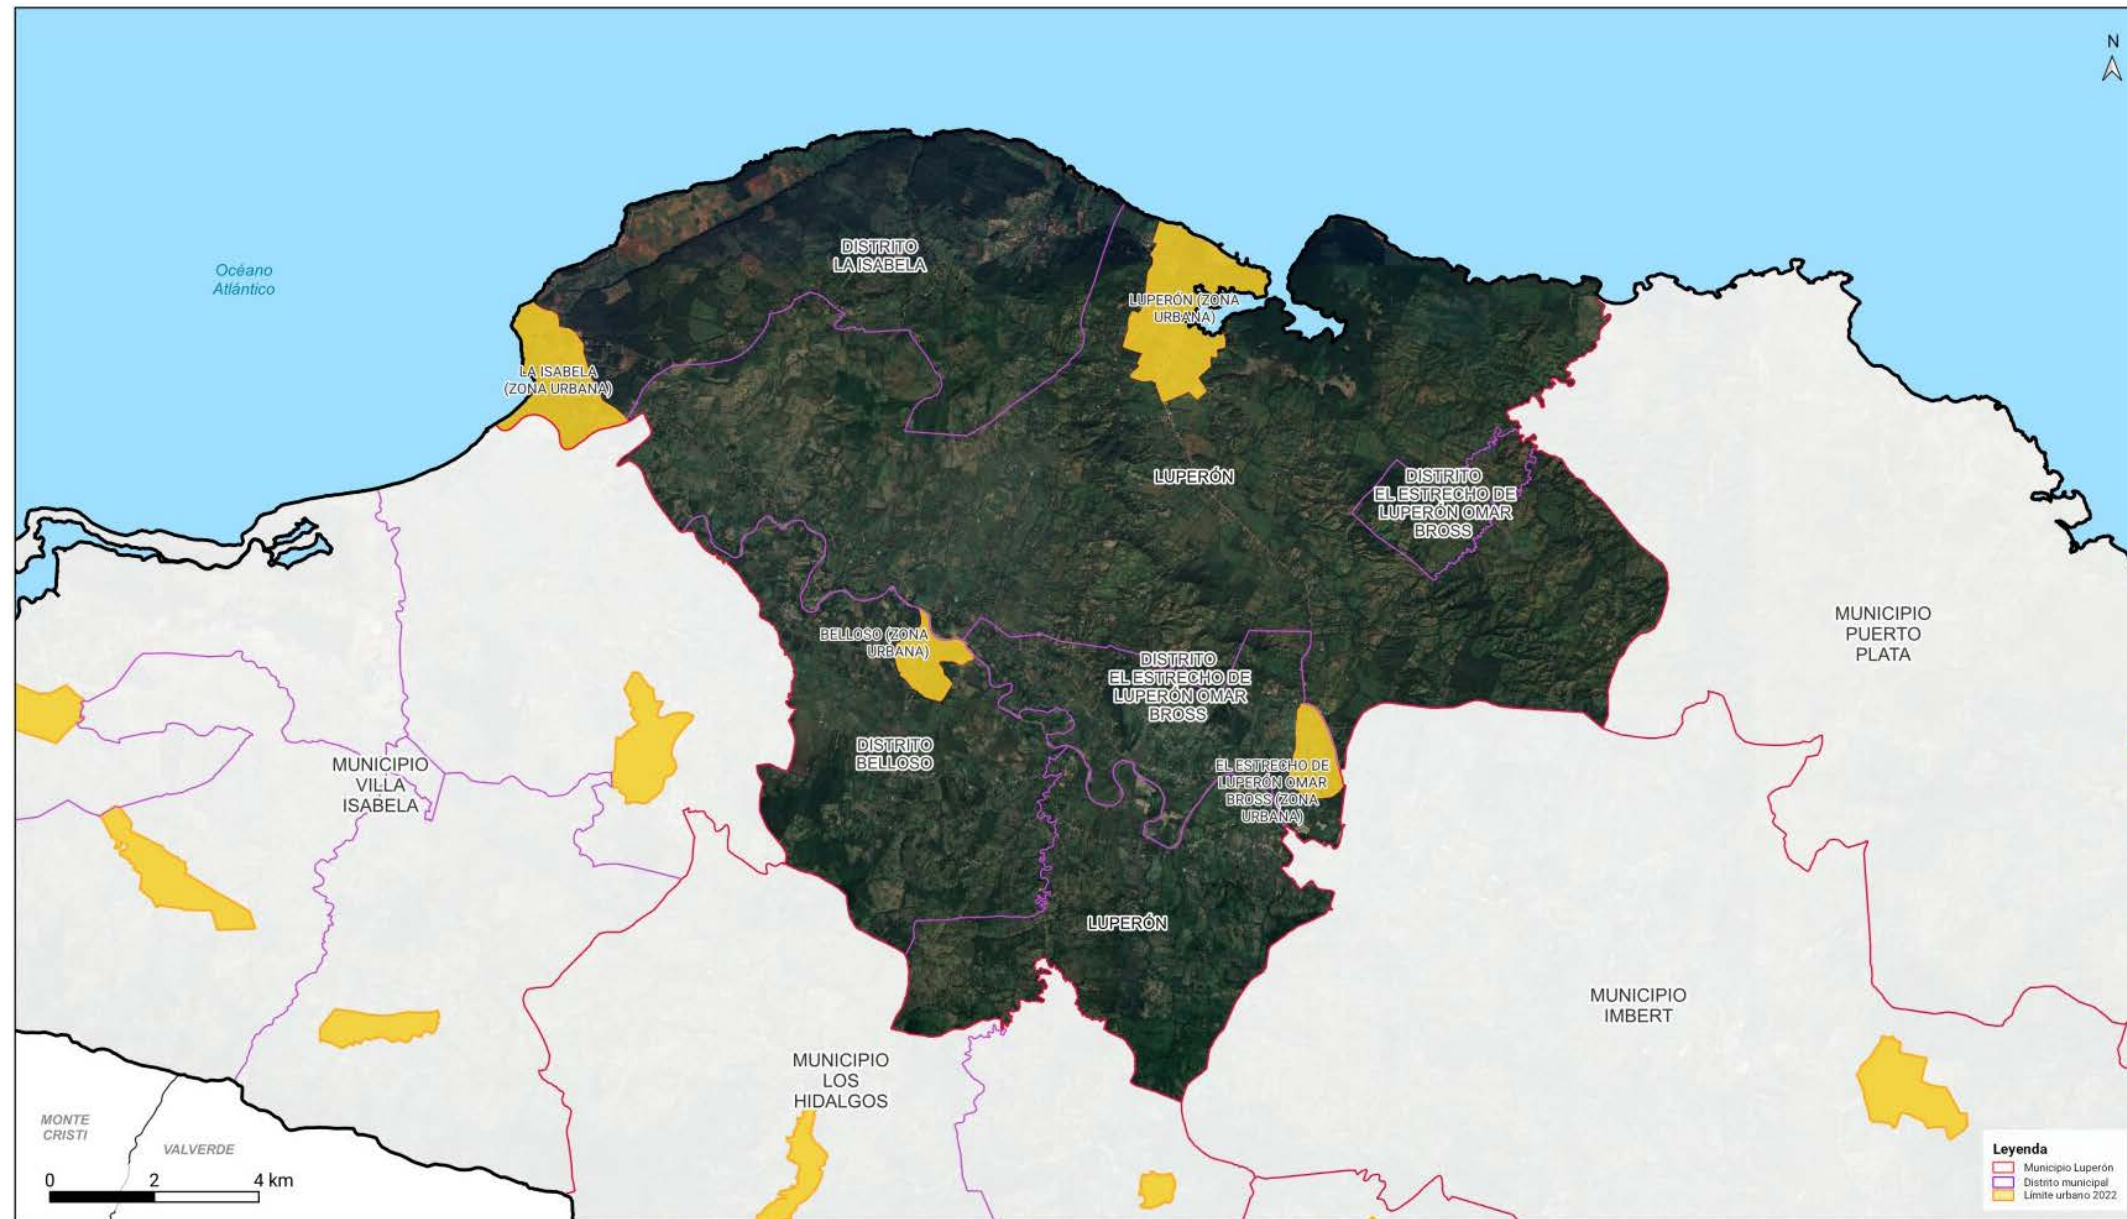 N
Océano
Atlántico
DISTRITO
LA ISABELA
LUPERÓN (ZONA
URBANA)
LA ISABELA
(ZONA URBANA)
LUPERÓN
DISTRITO
EL ESTRECHO DE
LUPERÓN OMAR
BROSS
MUNICIPIO
PUERTO
PLATA
BELLOSO (ZONA
URBANA)
DISTRITO
EL ESTRECHO DE
LUPERÓN OMAR
BROSS
DISTRITO
BELLOSO
MUNICIPIO
VILLA
ISABELA
EL ESTRECHO DE
LUPERÓN OMAR
BROSS (ZONA
URBANA)
LUPERÓN
MUNICIPIO
IMBERT
MUNICIPIO
LOS
HIDALGOS
MONTE
CRISTI
VALVERDE
0 2 4 km
Leyenda
Municipio Luperón
Distrito municipal
Límite urbano 2022